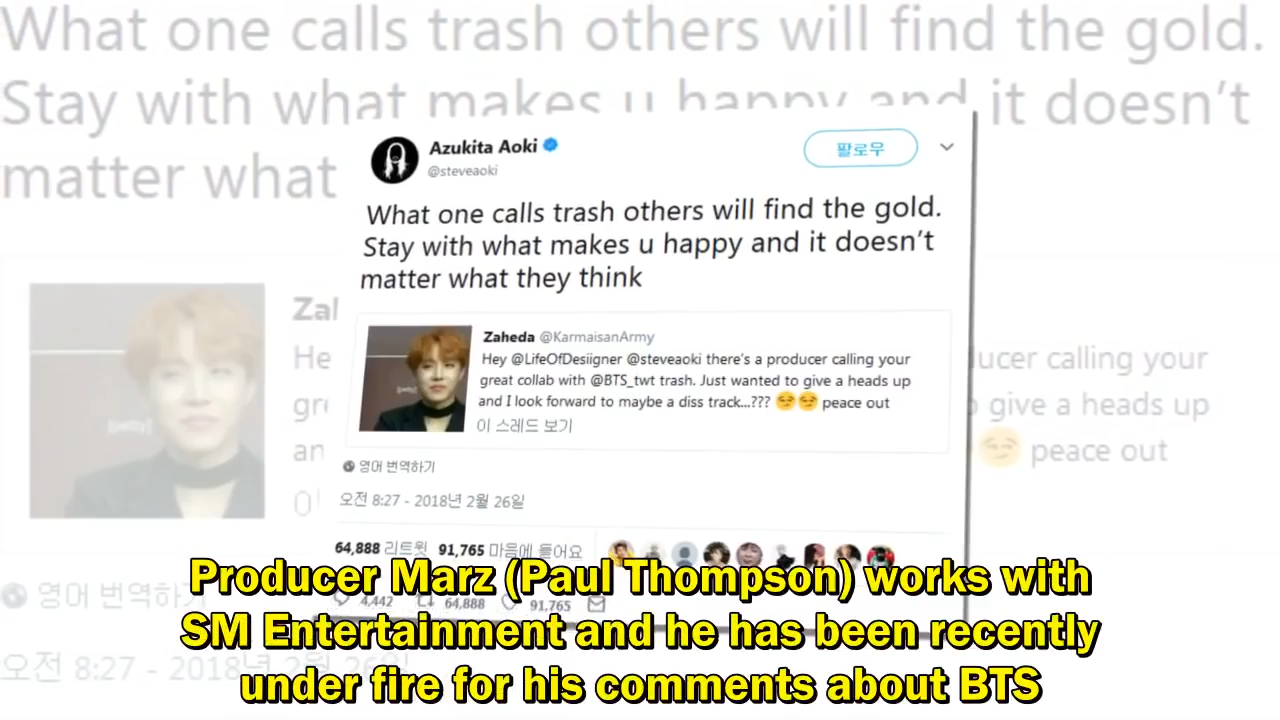 What one calls trash others will find the gold.
Stay with what makes u happy and it doesn't
matter what
Azukita Aoki
@steveaoki
팔로우
What one calls trash others will find the gold.
Stay with what makes u happy and it doesn't
matter what they think
Zaheda @KarmaisanArmy
Hey @LifeOfDesiigner @steveaoki there's a producer calling your
great collab with @BTS_twt trash. Just wanted to give a heads up
and I look forward to maybe a diss track...??? 😏😏 peace out
이 스레드 보기
영어 번역하기
오전 8:27 - 2018년 2월 26일
64,888 리트윗 91,765 마음에 들어요
4,442 64,888 91,765
He
ducer calling your
gr
give a heads up
an
😏 peace out
영어 번역하기
오전 8:27 - 2018년 2월 26일
Producer Marz (Paul Thompson) works with
SM Entertainment and he has been recently
under fire for his comments about BTS